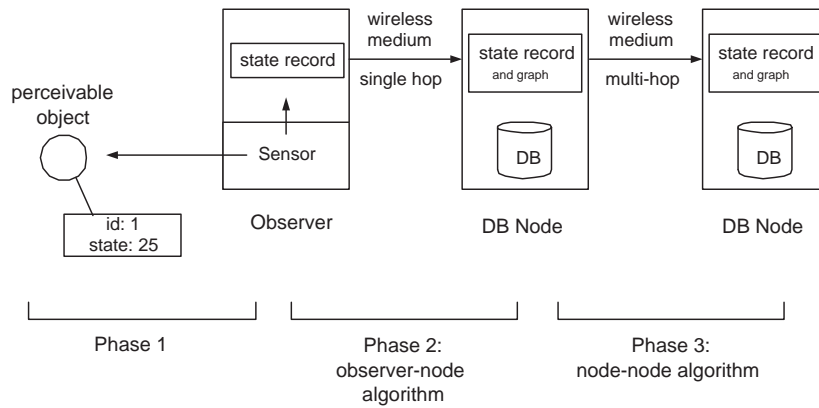 wireless
medium
single hop
wireless
medium
multi-hop
state record
state record
and graph
state record
and graph
perceivable
object
Sensor
DB
DB
id: 1
state: 25
Observer
DB Node
DB Node
Phase 1
Phase 2:
observer-node
algorithm
Phase 3:
node-node algorithm